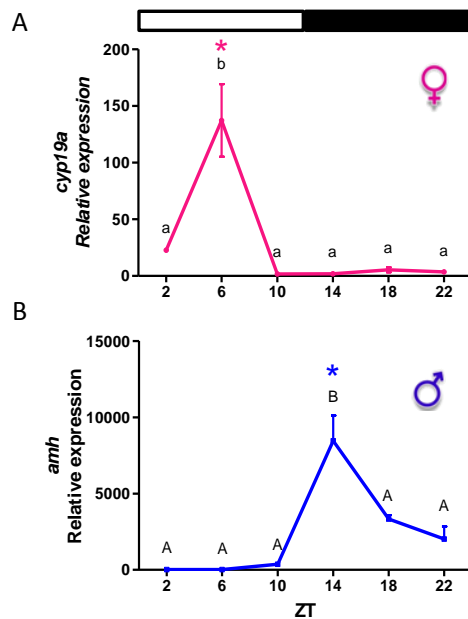 A
cyp19a
Relative expression
200
150
100
50
0
*
b
a
a
a
a
a
2 6 10 14 18 22
B
amh
Relative expression
15000
10000
5000
0
*
B
A
A
A
A
A
2 6 10 14 18 22
ZT